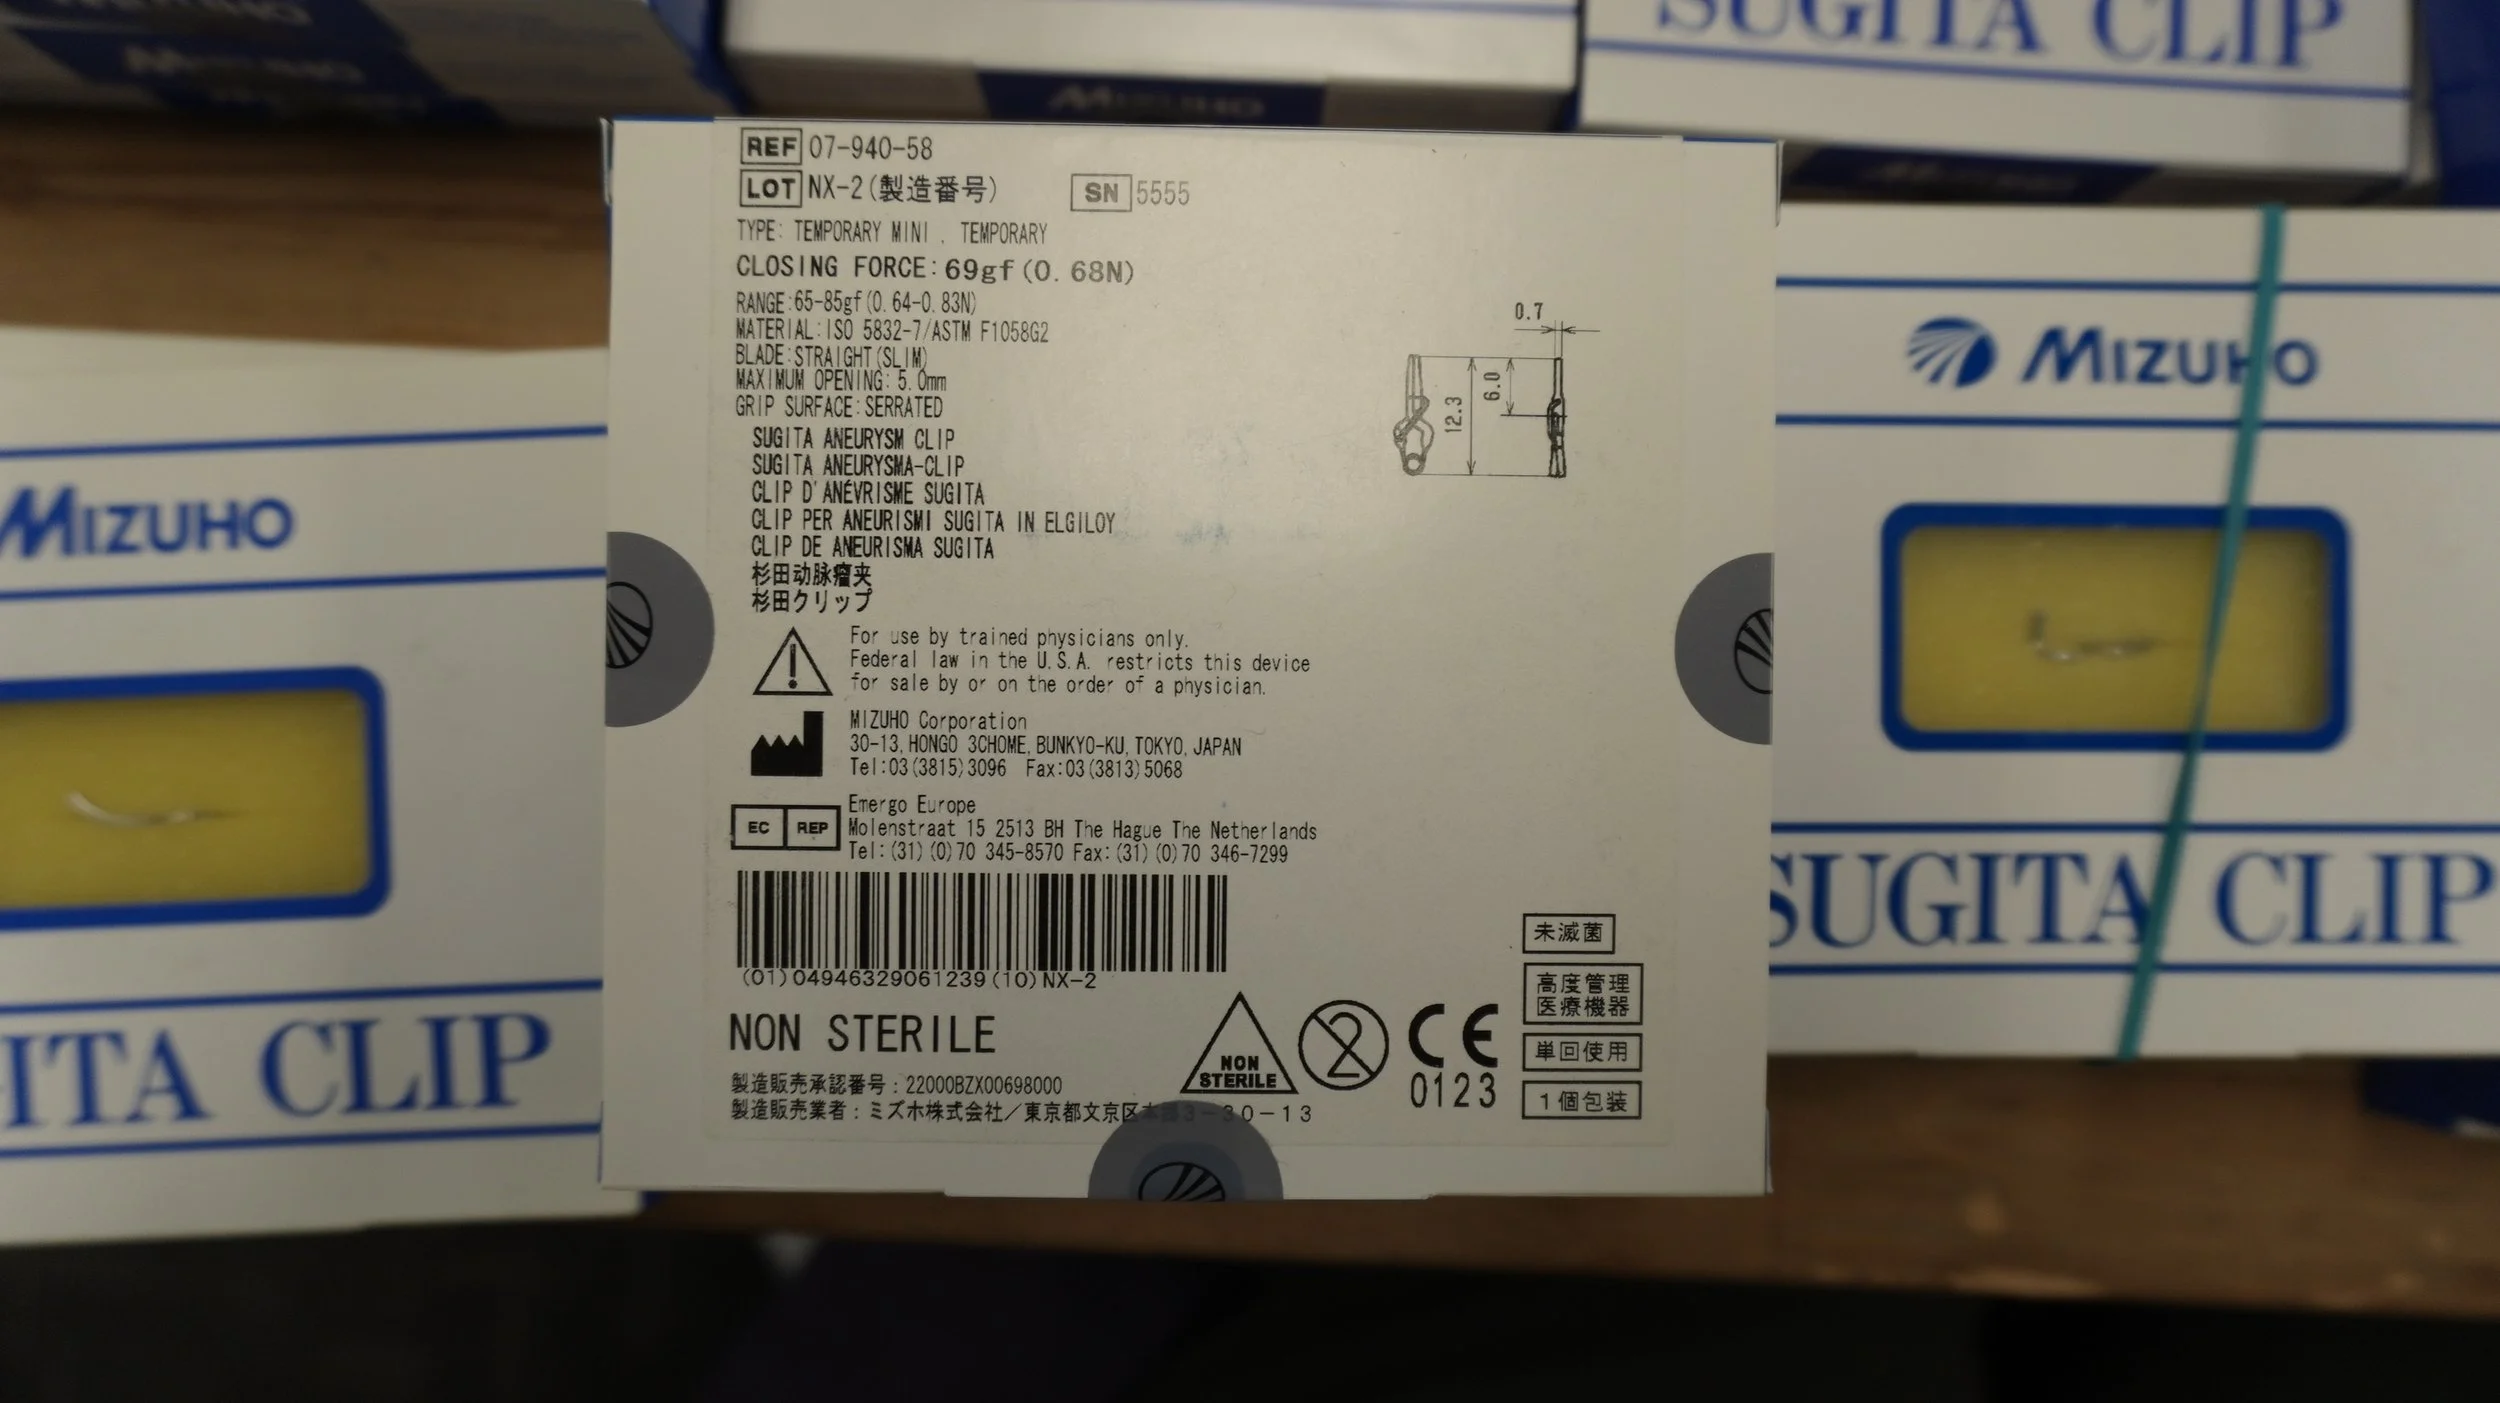 SUGITA CLIP
MIZUHO
REF 07-940-58
LOT NX-2(製造番号) SN 5555
TYPE: TEMPORARY MINI , TEMPORARY
CLOSING FORCE:69gf(0.68N)
RANGE:65-85gf(0.64-0.83N)
MATERIAL:ISO 5832-7/ASTM F1058G2
BLADE:STRAIGHT(SLIM)
MAXIMUM OPENING: 5.0mm
GRIP SURFACE:SERRATED
0.7
6.0
12.3
SUGITA ANEURYSM CLIP
SUGITA ANEURYSMA-CLIP
CLIP D'ANÉVRISME SUGITA
CLIP PER ANEURISMI SUGITA IN ELGILOY
CLIP DE ANEURISMA SUGITA
杉田动脉瘤夹
杉田クリップ
For use by trained physicians only.
Federal law in the U.S.A. restricts this device
for sale by or on the order of a physician.
MIZUHO Corporation
30-13,HONGO 3CHOME,BUNKYO-KU,TOKYO,JAPAN
Tel:03(3815)3096 Fax:03(3813)5068
EC REP
Emergo Europe
Molenstraat 15 2513 BH The Hague The Netherlands
Tel:(31)(0)70 345-8570 Fax:(31)(0)70 346-7299
(01)04946329061239(10)NX-2
NON STERILE
製造販売承認番号:22000BZX00698000
製造販売業者:ミズホ株式会社/東京都文京区本郷3-30-13
NON
STERILE
2
CE
0123
未滅菌
高度管理
医療機器
単回使用
1個包装
MIZUHO
ITA CLIP
MIZUHO
SUGITA CLIP